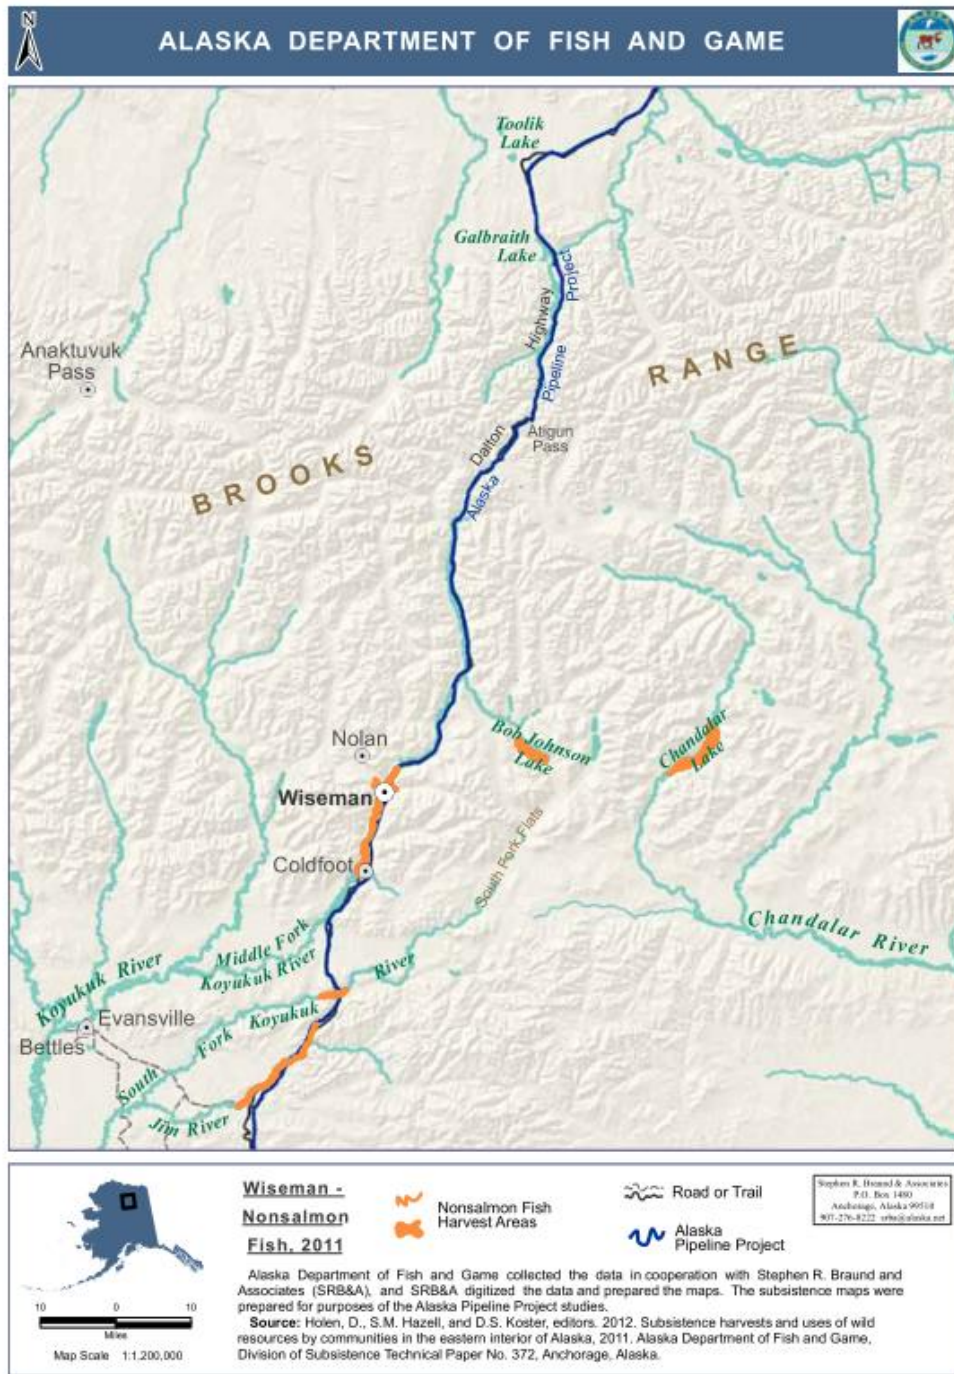 N
ALASKA DEPARTMENT OF FISH AND GAME
Toolik
Lake
Galbraith
Lake
Project
Highway
Pipeline
Anaktuvuk
Pass
RANGE
Atigun
Pass
Dalton
Alaska
BROOKS
Nolan
Bob Johnson
Lake
Chandalar
Lake
Wiseman
South Fork Flats
Coldfoot
Chandalar River
Middle Fork
Koyukuk River
Koyukuk River
River
Koyukuk
Fork
South
Evansville
Bettles
Jim River
Wiseman -
Nonsalmon
Fish, 2011
Nonsalmon Fish
Harvest Areas
Road or Trail
Alaska
Pipeline Project
Stephen R. Braund & Associates
P.O. Box 1480
Anchorage, Alaska 99510
907-276-8222 srba@alaska.net
10 0 10
Miles
Map Scale 1:1,200,000
Alaska Department of Fish and Game collected the data in cooperation with Stephen R. Braund and
Associates (SRB&A), and SRB&A digitized the data and prepared the maps. The subsistence maps were
prepared for purposes of the Alaska Pipeline Project studies.
Source: Holen, D., S.M. Hazell, and D.S. Koster, editors. 2012. Subsistence harvests and uses of wild
resources by communities in the eastern interior of Alaska, 2011. Alaska Department of Fish and Game,
Division of Subsistence Technical Paper No. 372, Anchorage, Alaska.